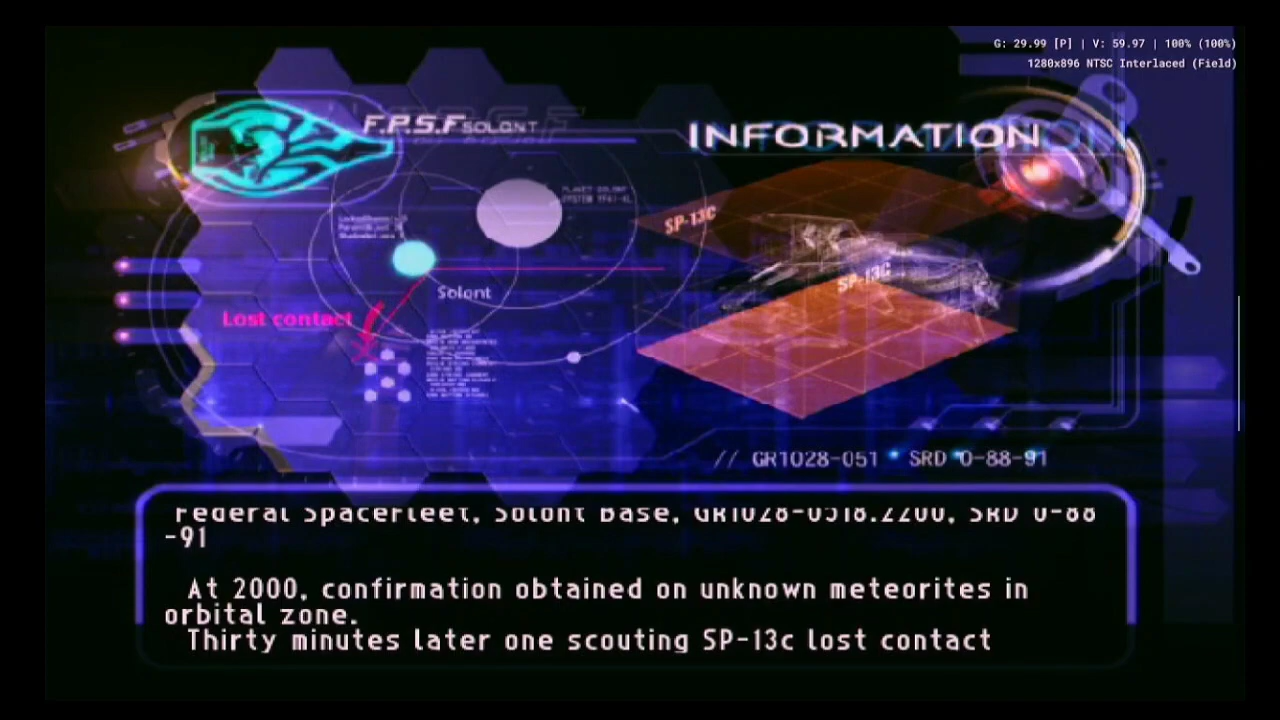 G: 29.99 [P] | V: 59.97 | 100% (100%)
1280x896 NTSC Interlaced (Field)
F.P.S.F SOLONT
INFORMATION
SP-13C
SP-13C
Solont
Lost contact
// GR1028-051 • SRD 0-88-91
Federal SpaceFleet, Solont Base, GR1028-0518.2200, SRD 0-88
-91
At 2000, confirmation obtained on unknown meteorites in
orbital zone.
Thirty minutes later one scouting SP-13c lost contact